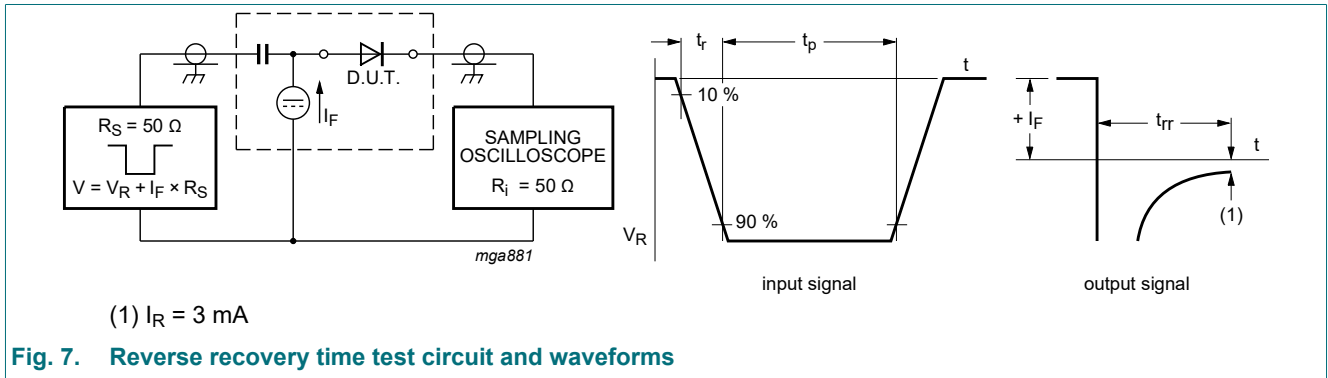 R_S = 50 Ω
V = V_R + I_F × R_S
D.U.T.
I_F
SAMPLING
OSCILLOSCOPE
R_i = 50 Ω
mga881
t_r
t_p
t
10 %
90 %
V_R
input signal
+ I_F
t_rr
t
(1)
output signal
(1) I_R = 3 mA
Fig. 7. Reverse recovery time test circuit and waveforms